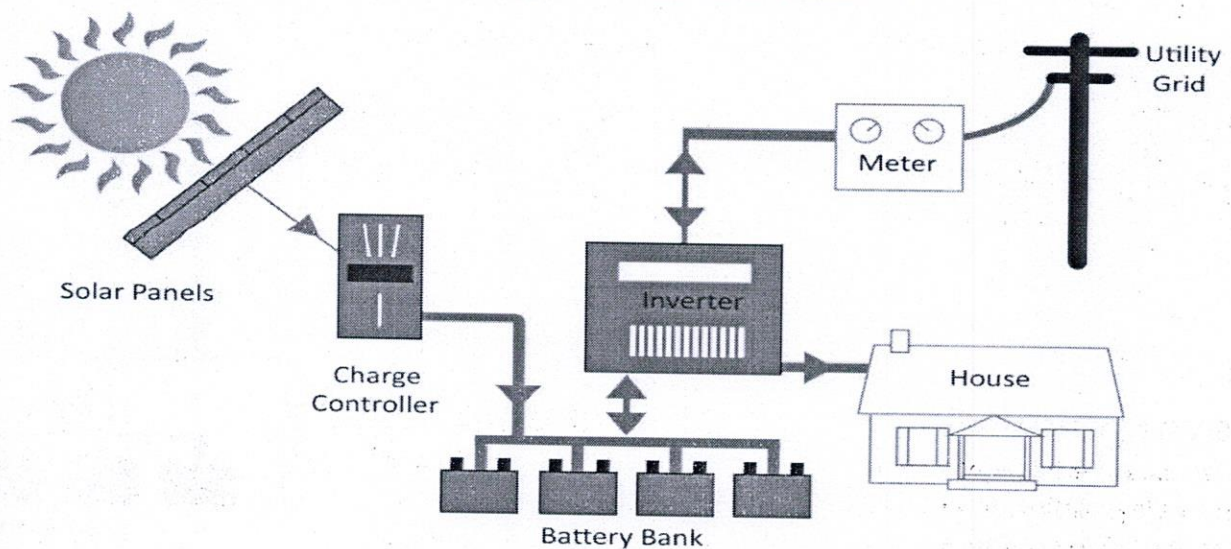 Utility
Grid
Meter
Solar Panels
Inverter
Charge
Controller
House
Battery Bank